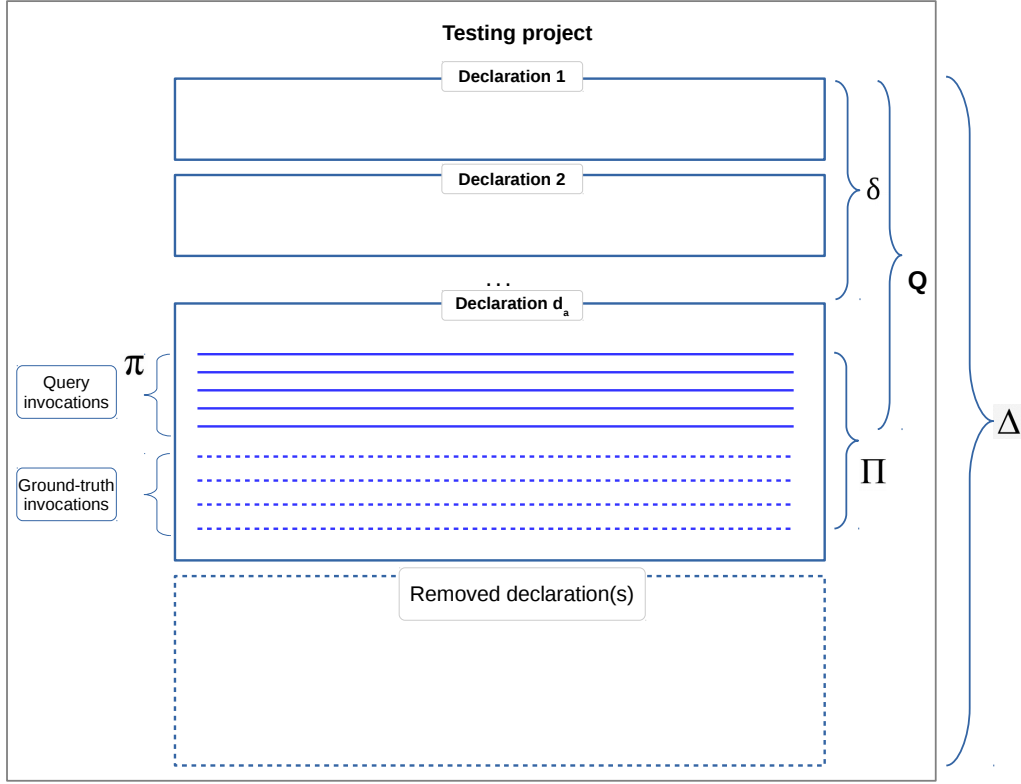 Testing project
Declaration 1
Declaration 2
δ
. . .
Q
Declaration da
π
Query
invocations
Δ
Π
Ground-truth
invocations
Removed declaration(s)